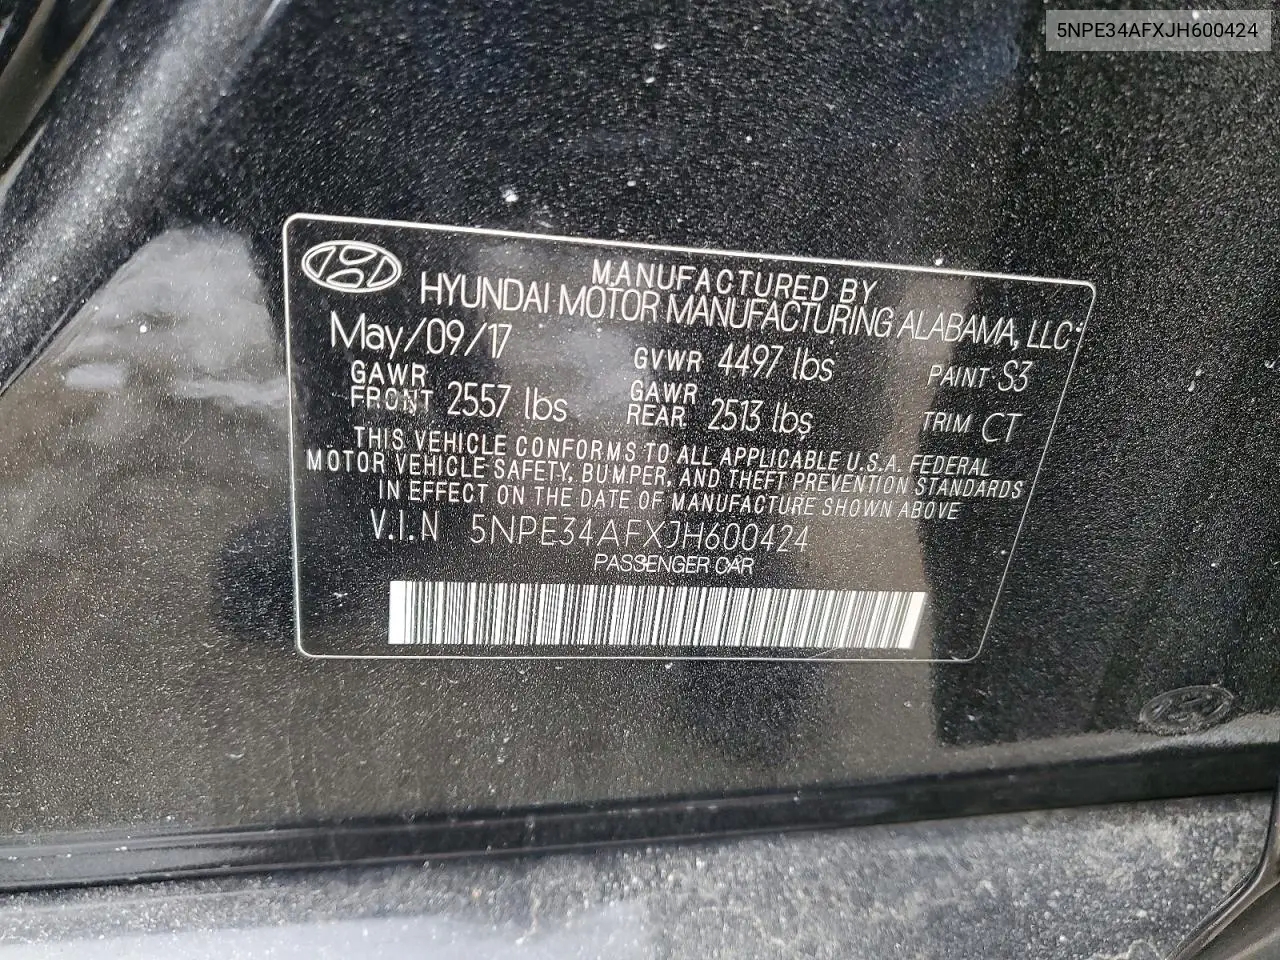 5NPE34AFXJH600424
MANUFACTURED BY
HYUNDAI MOTOR MANUFACTURING ALABAMA, LLC
May/09/17
GVWR 4497 lbs
PAINT S3
GAWR FRONT 2557 lbs
GAWR REAR 2513 lbs
TRIM CT
THIS VEHICLE CONFORMS TO ALL APPLICABLE U.S.A. FEDERAL
MOTOR VEHICLE SAFETY, BUMPER, AND THEFT PREVENTION STANDARDS
IN EFFECT ON THE DATE OF MANUFACTURE SHOWN ABOVE
V.I.N 5NPE34AFXJH600424
PASSENGER CAR